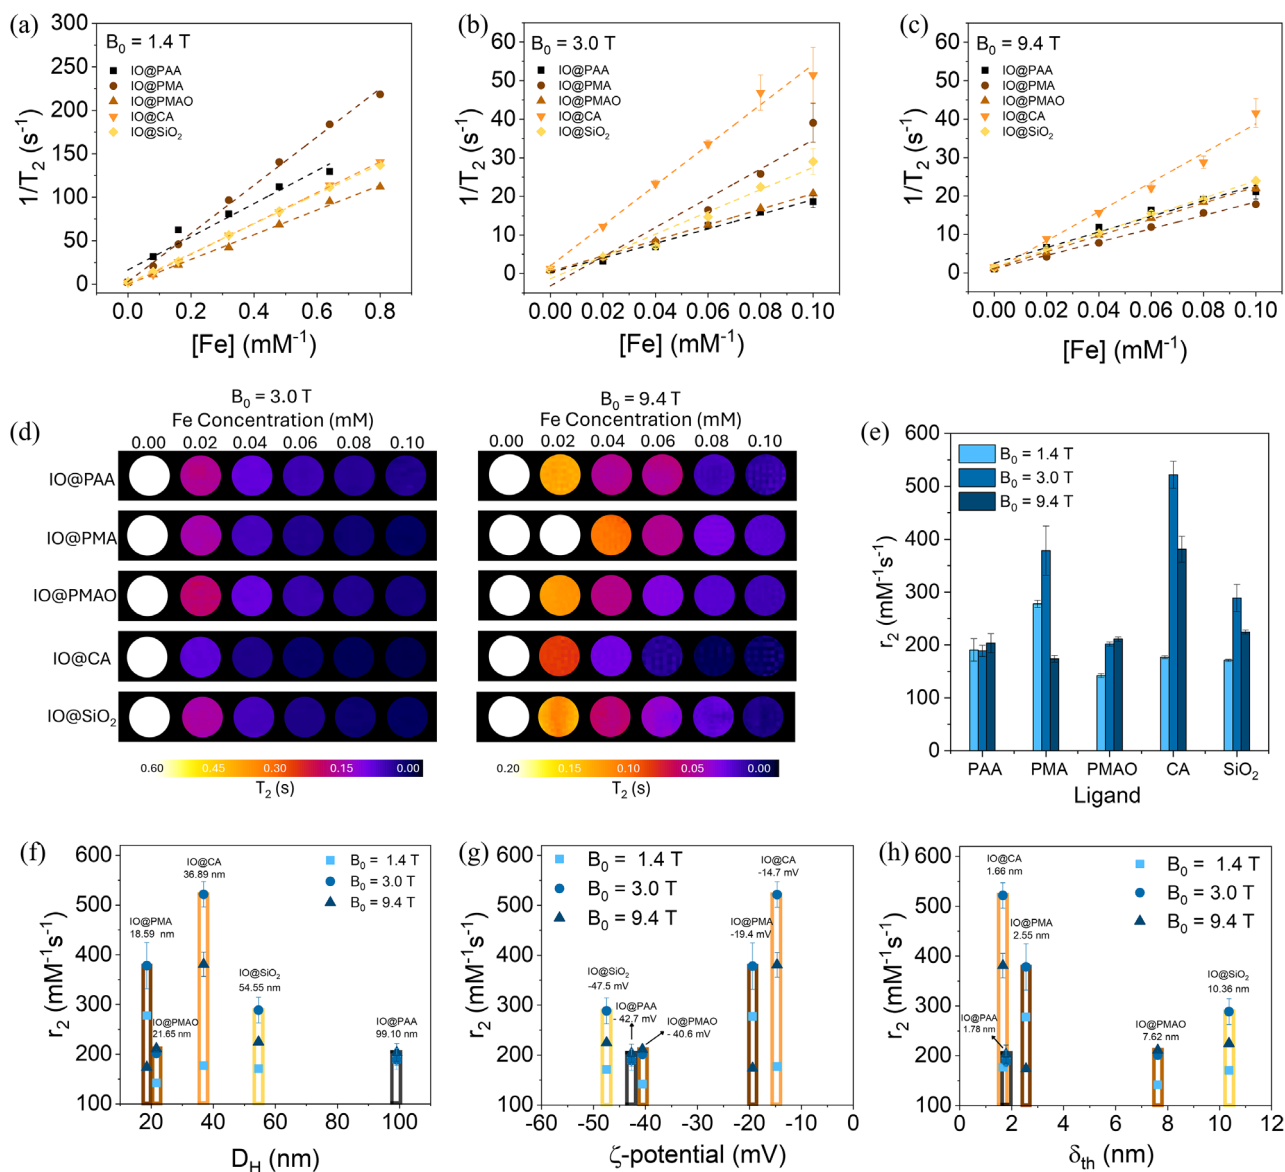 (a)
B₀ = 1.4 T
IO@PAA
IO@PMA
IO@PMAO
IO@CA
IO@SiO₂
300
250
200
150
100
50
0
1/T₂ (s⁻¹)
0.0 0.2 0.4 0.6 0.8
[Fe] (mM⁻¹)
(b)
B₀ = 3.0 T
IO@PAA
IO@PMA
IO@PMAO
IO@CA
IO@SiO₂
60
50
40
30
20
10
0
1/T₂ (s⁻¹)
0.00 0.02 0.04 0.06 0.08 0.10
[Fe] (mM⁻¹)
(c)
B₀ = 9.4 T
IO@PAA
IO@PMA
IO@PMAO
IO@CA
IO@SiO₂
60
50
40
30
20
10
0
1/T₂ (s⁻¹)
0.00 0.02 0.04 0.06 0.08 0.10
[Fe] (mM⁻¹)
(d)
B₀ = 3.0 T
Fe Concentration (mM)
0.00 0.02 0.04 0.06 0.08 0.10
B₀ = 9.4 T
Fe Concentration (mM)
0.00 0.02 0.04 0.06 0.08 0.10
IO@PAA
IO@PMA
IO@PMAO
IO@CA
IO@SiO₂
0.60 0.45 0.30 0.15 0.00
T₂ (s)
0.20 0.15 0.10 0.05 0.00
T₂ (s)
(e)
B₀ = 1.4 T
B₀ = 3.0 T
B₀ = 9.4 T
600
500
400
300
200
100
0
r₂ (mM⁻¹s⁻¹)
PAA PMA PMAO CA SiO₂
Ligand
(f)
B₀ = 1.4 T
B₀ = 3.0 T
B₀ = 9.4 T
IO@CA
36.89 nm
IO@PMA
18.59 nm
IO@PMAO
21.65 nm
IO@SiO₂
54.55 nm
IO@PAA
99.10 nm
600
500
400
300
200
100
r₂ (mM⁻¹s⁻¹)
20 40 60 80 100
D_H (nm)
(g)
B₀ = 1.4 T
B₀ = 3.0 T
B₀ = 9.4 T
IO@CA
-14.7 mV
IO@PMA
-19.4 mV
IO@SiO₂
-47.5 mV
IO@PAA
- 42.7 mV
IO@PMAO
- 40.6 mV
600
500
400
300
200
100
r₂ (mM⁻¹s⁻¹)
-60 -50 -40 -30 -20 -10 0
ζ-potential (mV)
(h)
B₀ = 1.4 T
B₀ = 3.0 T
B₀ = 9.4 T
IO@CA
1.66 nm
IO@PMA
2.55 nm
IO@PAA
1.78 nm
IO@PMAO
7.62 nm
IO@SiO₂
10.36 nm
600
500
400
300
200
100
r₂ (mM⁻¹s⁻¹)
0 2 4 6 8 10 12
δ_th (nm)